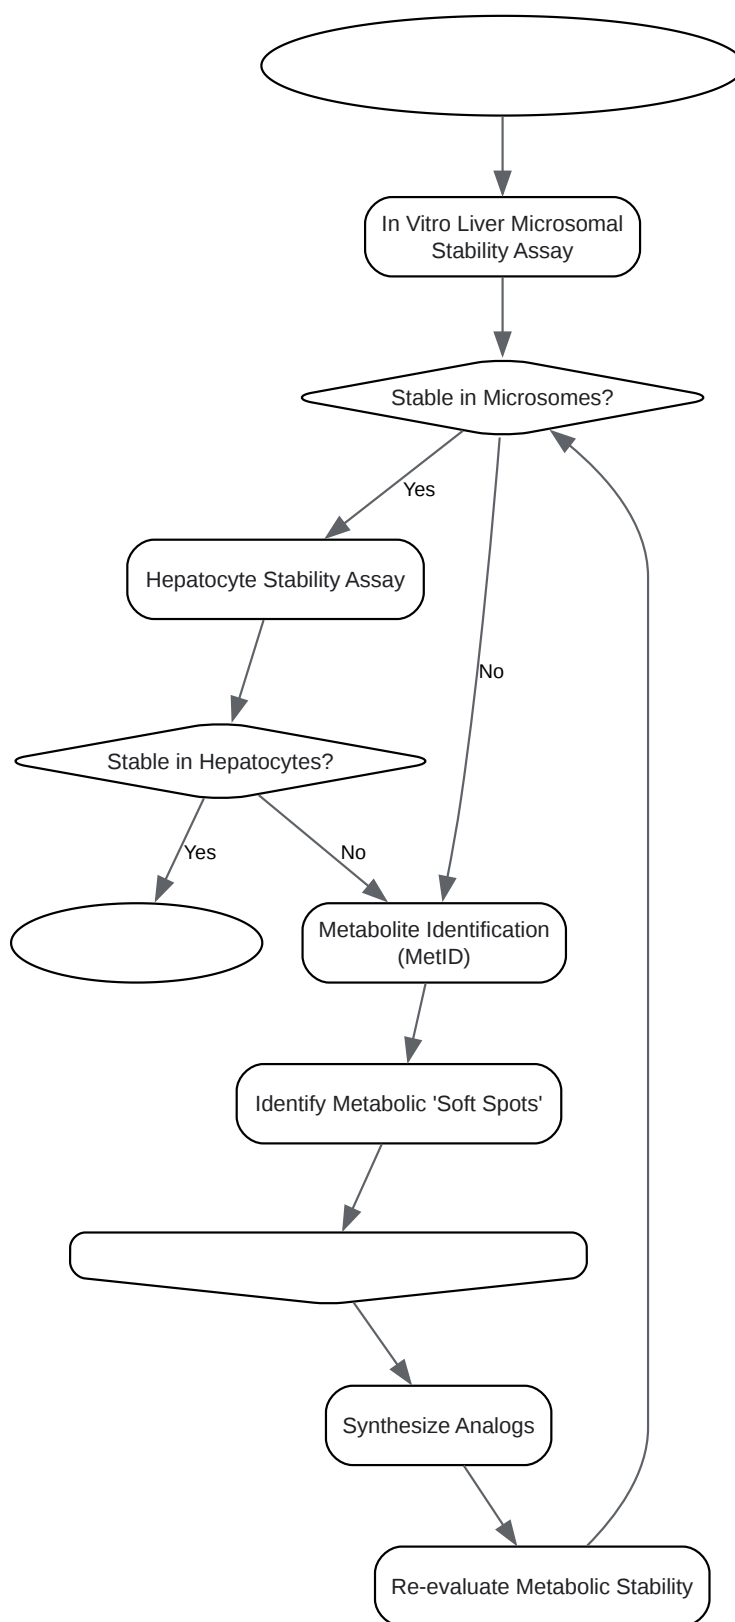 In Vitro Liver Microsomal
Stability Assay
Stable in Microsomes?
Yes
Hepatocyte Stability Assay
No
Stable in Hepatocytes?
Yes
No
Metabolite Identification
(MetID)
Identify Metabolic 'Soft Spots'
Synthesize Analogs
Re-evaluate Metabolic Stability